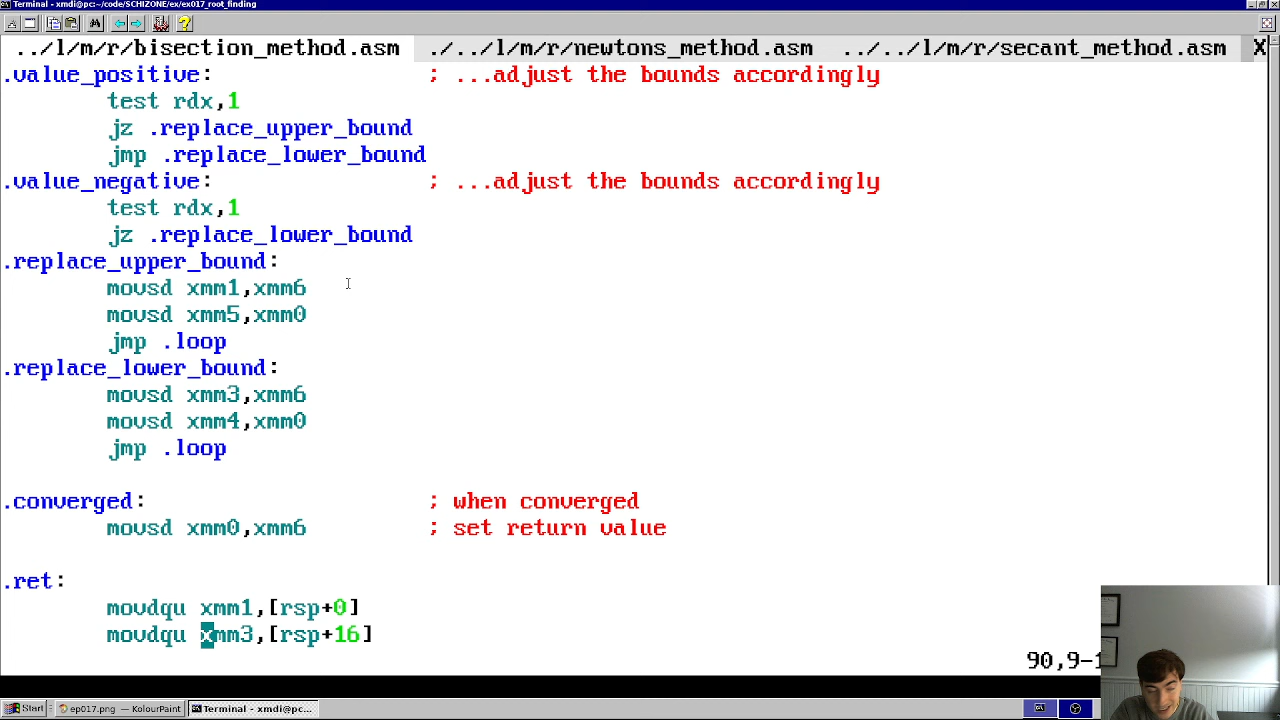 Terminal - xmdi@pc:~/code/SCHIZONE/ex/ex017_root_finding
../l/m/r/bisection_method.asm ./../l/m/r/newtons_method.asm ../../l/m/r/secant_method.asm X
.value_positive: ; ...adjust the bounds accordingly
test rdx,1
jz .replace_upper_bound
jmp .replace_lower_bound
.value_negative: ; ...adjust the bounds accordingly
test rdx,1
jz .replace_lower_bound
.replace_upper_bound:
movsd xmm1,xmm6
movsd xmm5,xmm0
jmp .loop
.replace_lower_bound:
movsd xmm3,xmm6
movsd xmm4,xmm0
jmp .loop
.converged: ; when converged
movsd xmm0,xmm6 ; set return value
.ret:
movdqu xmm1,[rsp+0]
movdqu xmm3,[rsp+16]
90,9-1
Start ep017.png — KolourPaint Terminal - xmdi@pc...